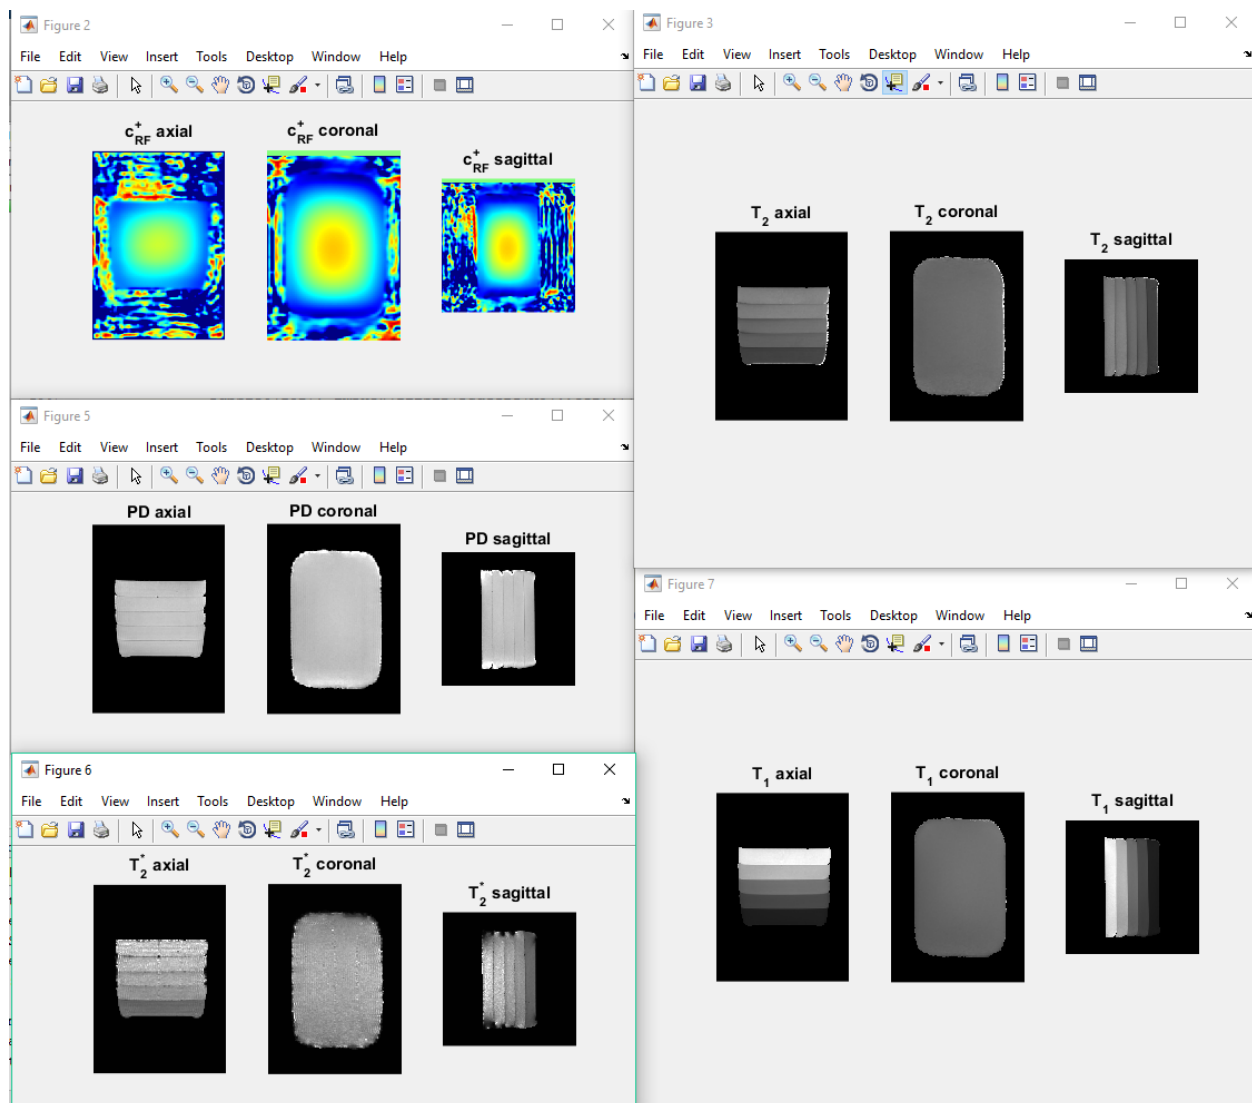 Figure 2
File Edit View Insert Tools Desktop Window Help
c+RF axial
c+RF coronal
c+RF sagittal
Figure 3
File Edit View Insert Tools Desktop Window Help
T2 axial
T2 coronal
T2 sagittal
Figure 5
File Edit View Insert Tools Desktop Window Help
PD axial
PD coronal
PD sagittal
Figure 7
File Edit View Insert Tools Desktop Window Help
T1 axial
T1 coronal
T1 sagittal
Figure 6
File Edit View Insert Tools Desktop Window Help
T2* axial
T2* coronal
T2* sagittal